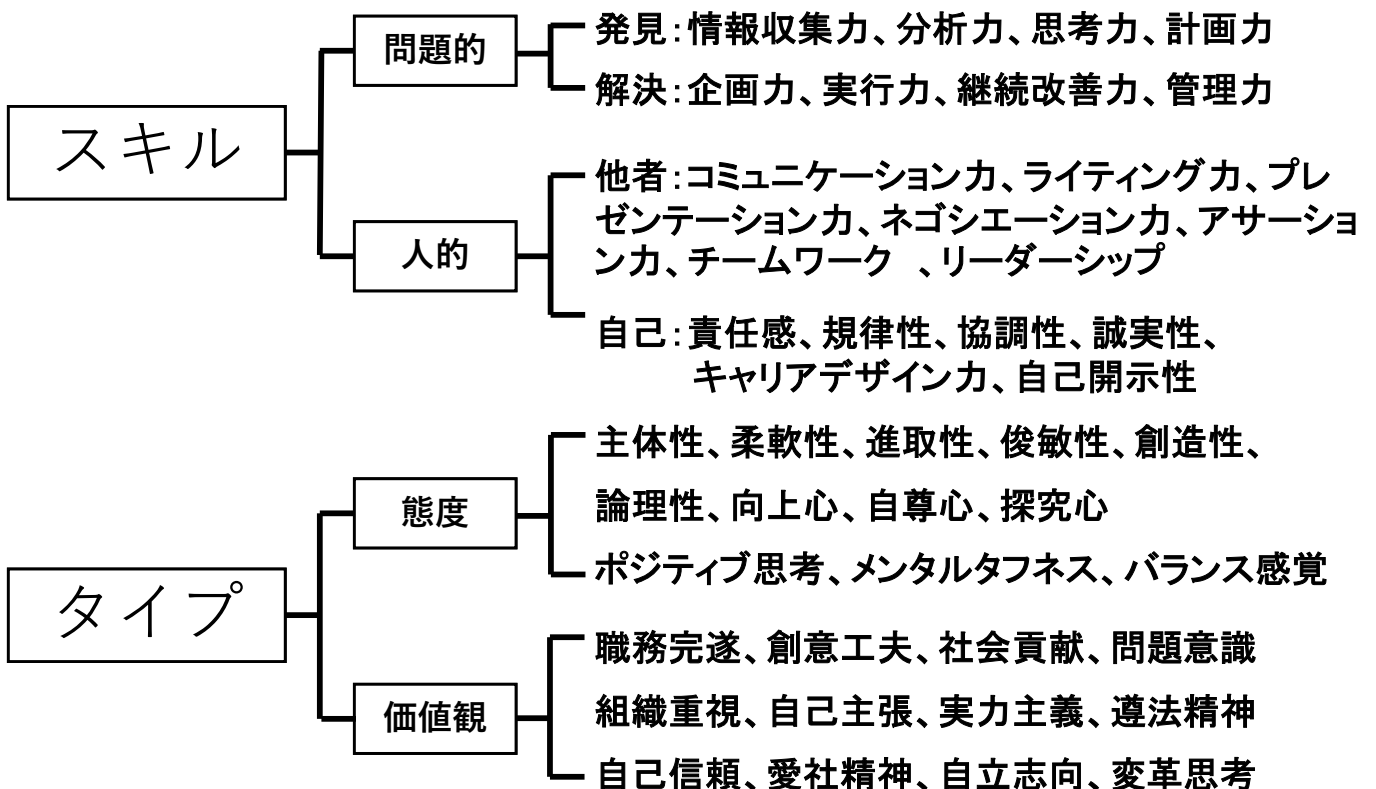 スキル
問題的
発見:情報収集力、分析力、思考力、計画力
解決:企画力、実行力、継続改善力、管理力
人的
他者:コミュニケーション力、ライティング力、プレ
ゼンテーション力、ネゴシエーション力、アサーショ
ン力、チームワーク 、リーダーシップ
自己:責任感、規律性、協調性、誠実性、
キャリアデザイン力、自己開示性
タイプ
態度
主体性、柔軟性、進取性、俊敏性、創造性、
論理性、向上心、自尊心、探究心
ポジティブ思考、メンタルタフネス、バランス感覚
価値観
職務完遂、創意工夫、社会貢献、問題意識
組織重視、自己主張、実力主義、遵法精神
自己信頼、愛社精神、自立志向、変革思考